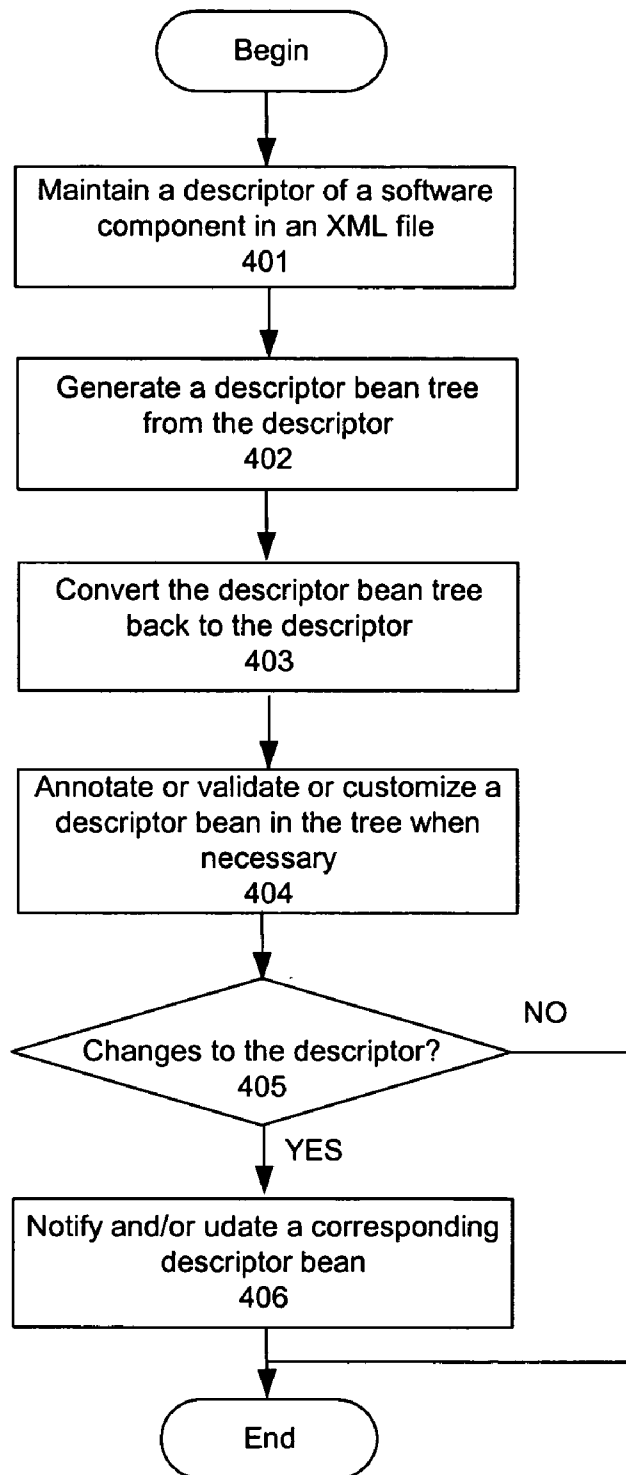 Begin
Maintain a descriptor of a software
component in an XML file
401
Generate a descriptor bean tree
from the descriptor
402
Convert the descriptor bean tree
back to the descriptor
403
Annotate or validate or customize a
descriptor bean in the tree when
necessary
404
NO
Changes to the descriptor?
405
YES
Notify and/or udate a corresponding
descriptor bean
406
End